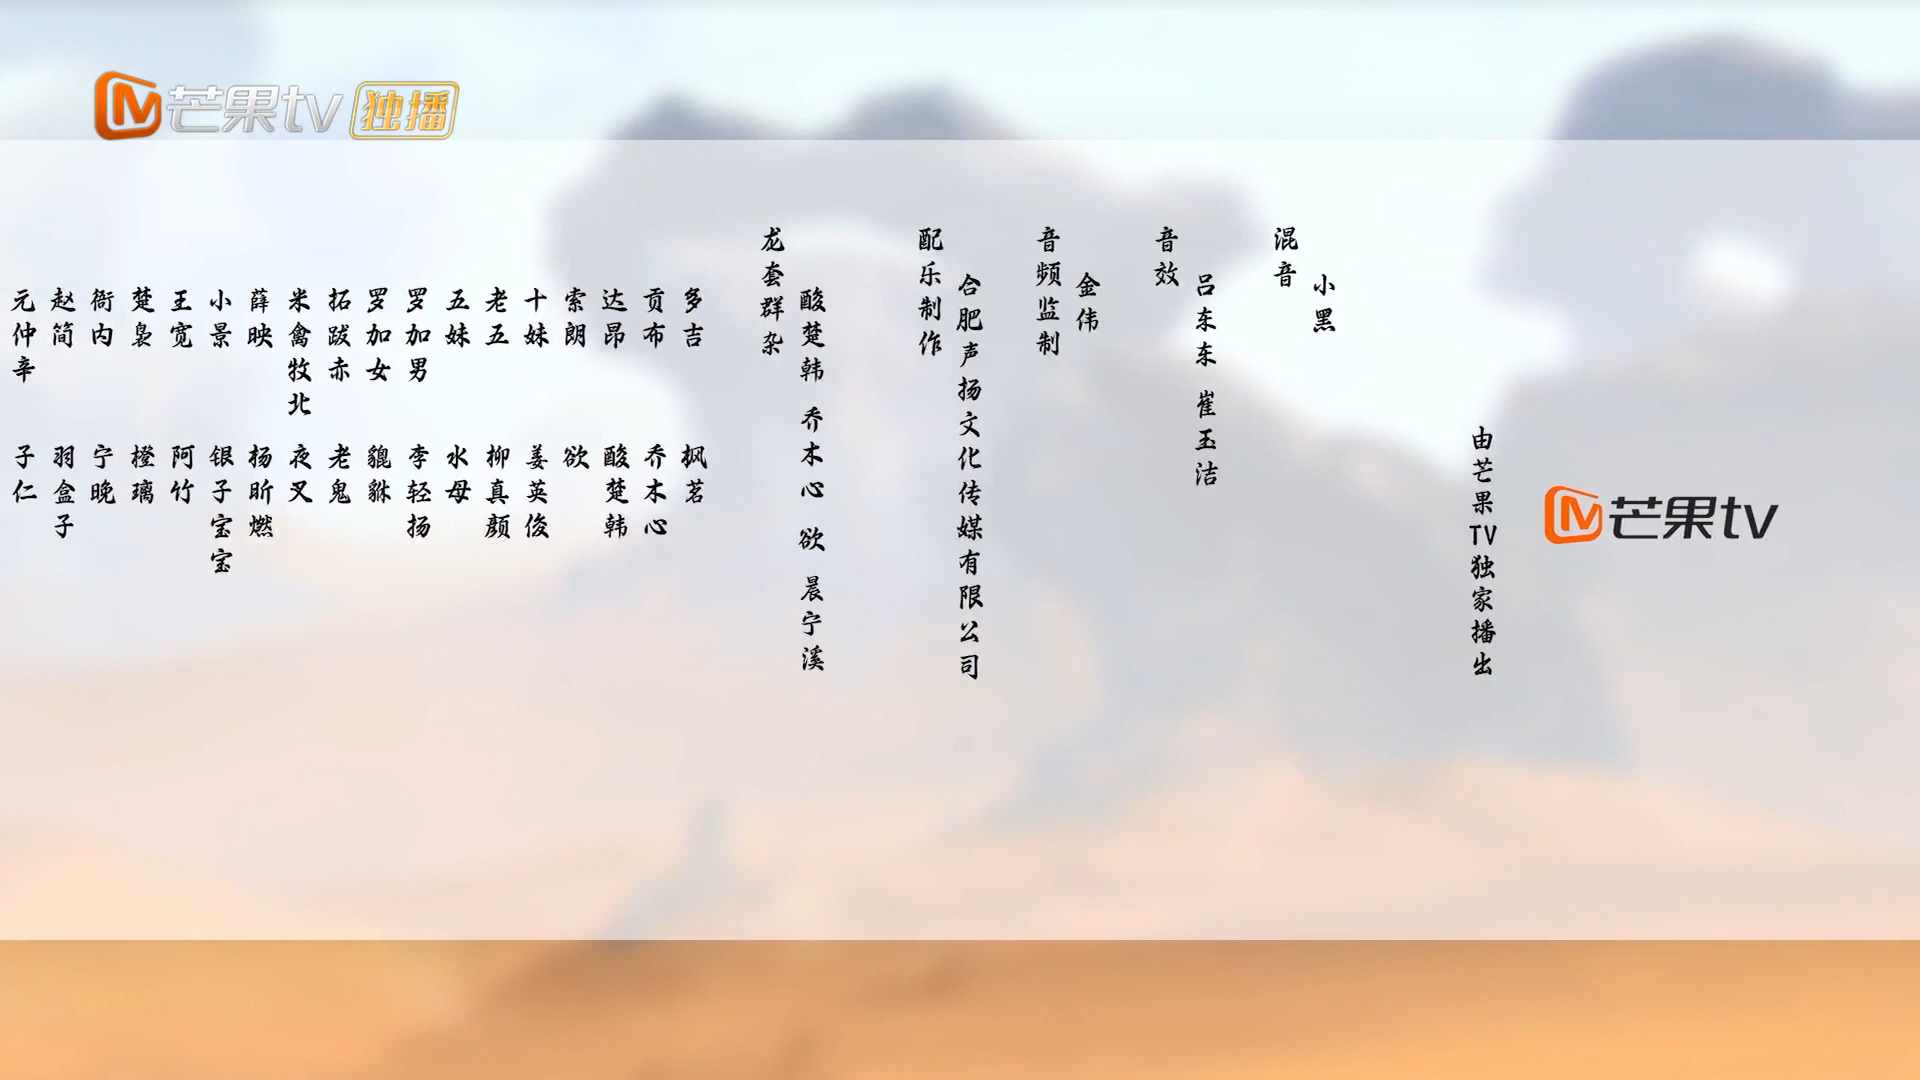 芒果tv 独播
元仲辛 子仁
赵简 羽盒子
衙内 宁晚
楚袅 橙璃
王宽 阿竹
小景 银子宝宝
薛映 杨昕燃
米禽牧北 夜叉
拓跋赤 老鬼
罗加女 貔貅
罗加男 李轻扬
五妹 水母
老五 柳真颜
十妹 姜英俊
索朗 欲
达昂 酸楚韩
贡布 乔木心
多吉 枫茗
龙套群杂
酸楚韩 乔木心 欲 晨宁溪
配乐制作
合肥声扬文化传媒有限公司
音频监制
金伟
音效
吕东东 崔玉洁
混音
小黑
由芒果TV独家播出
芒果tv